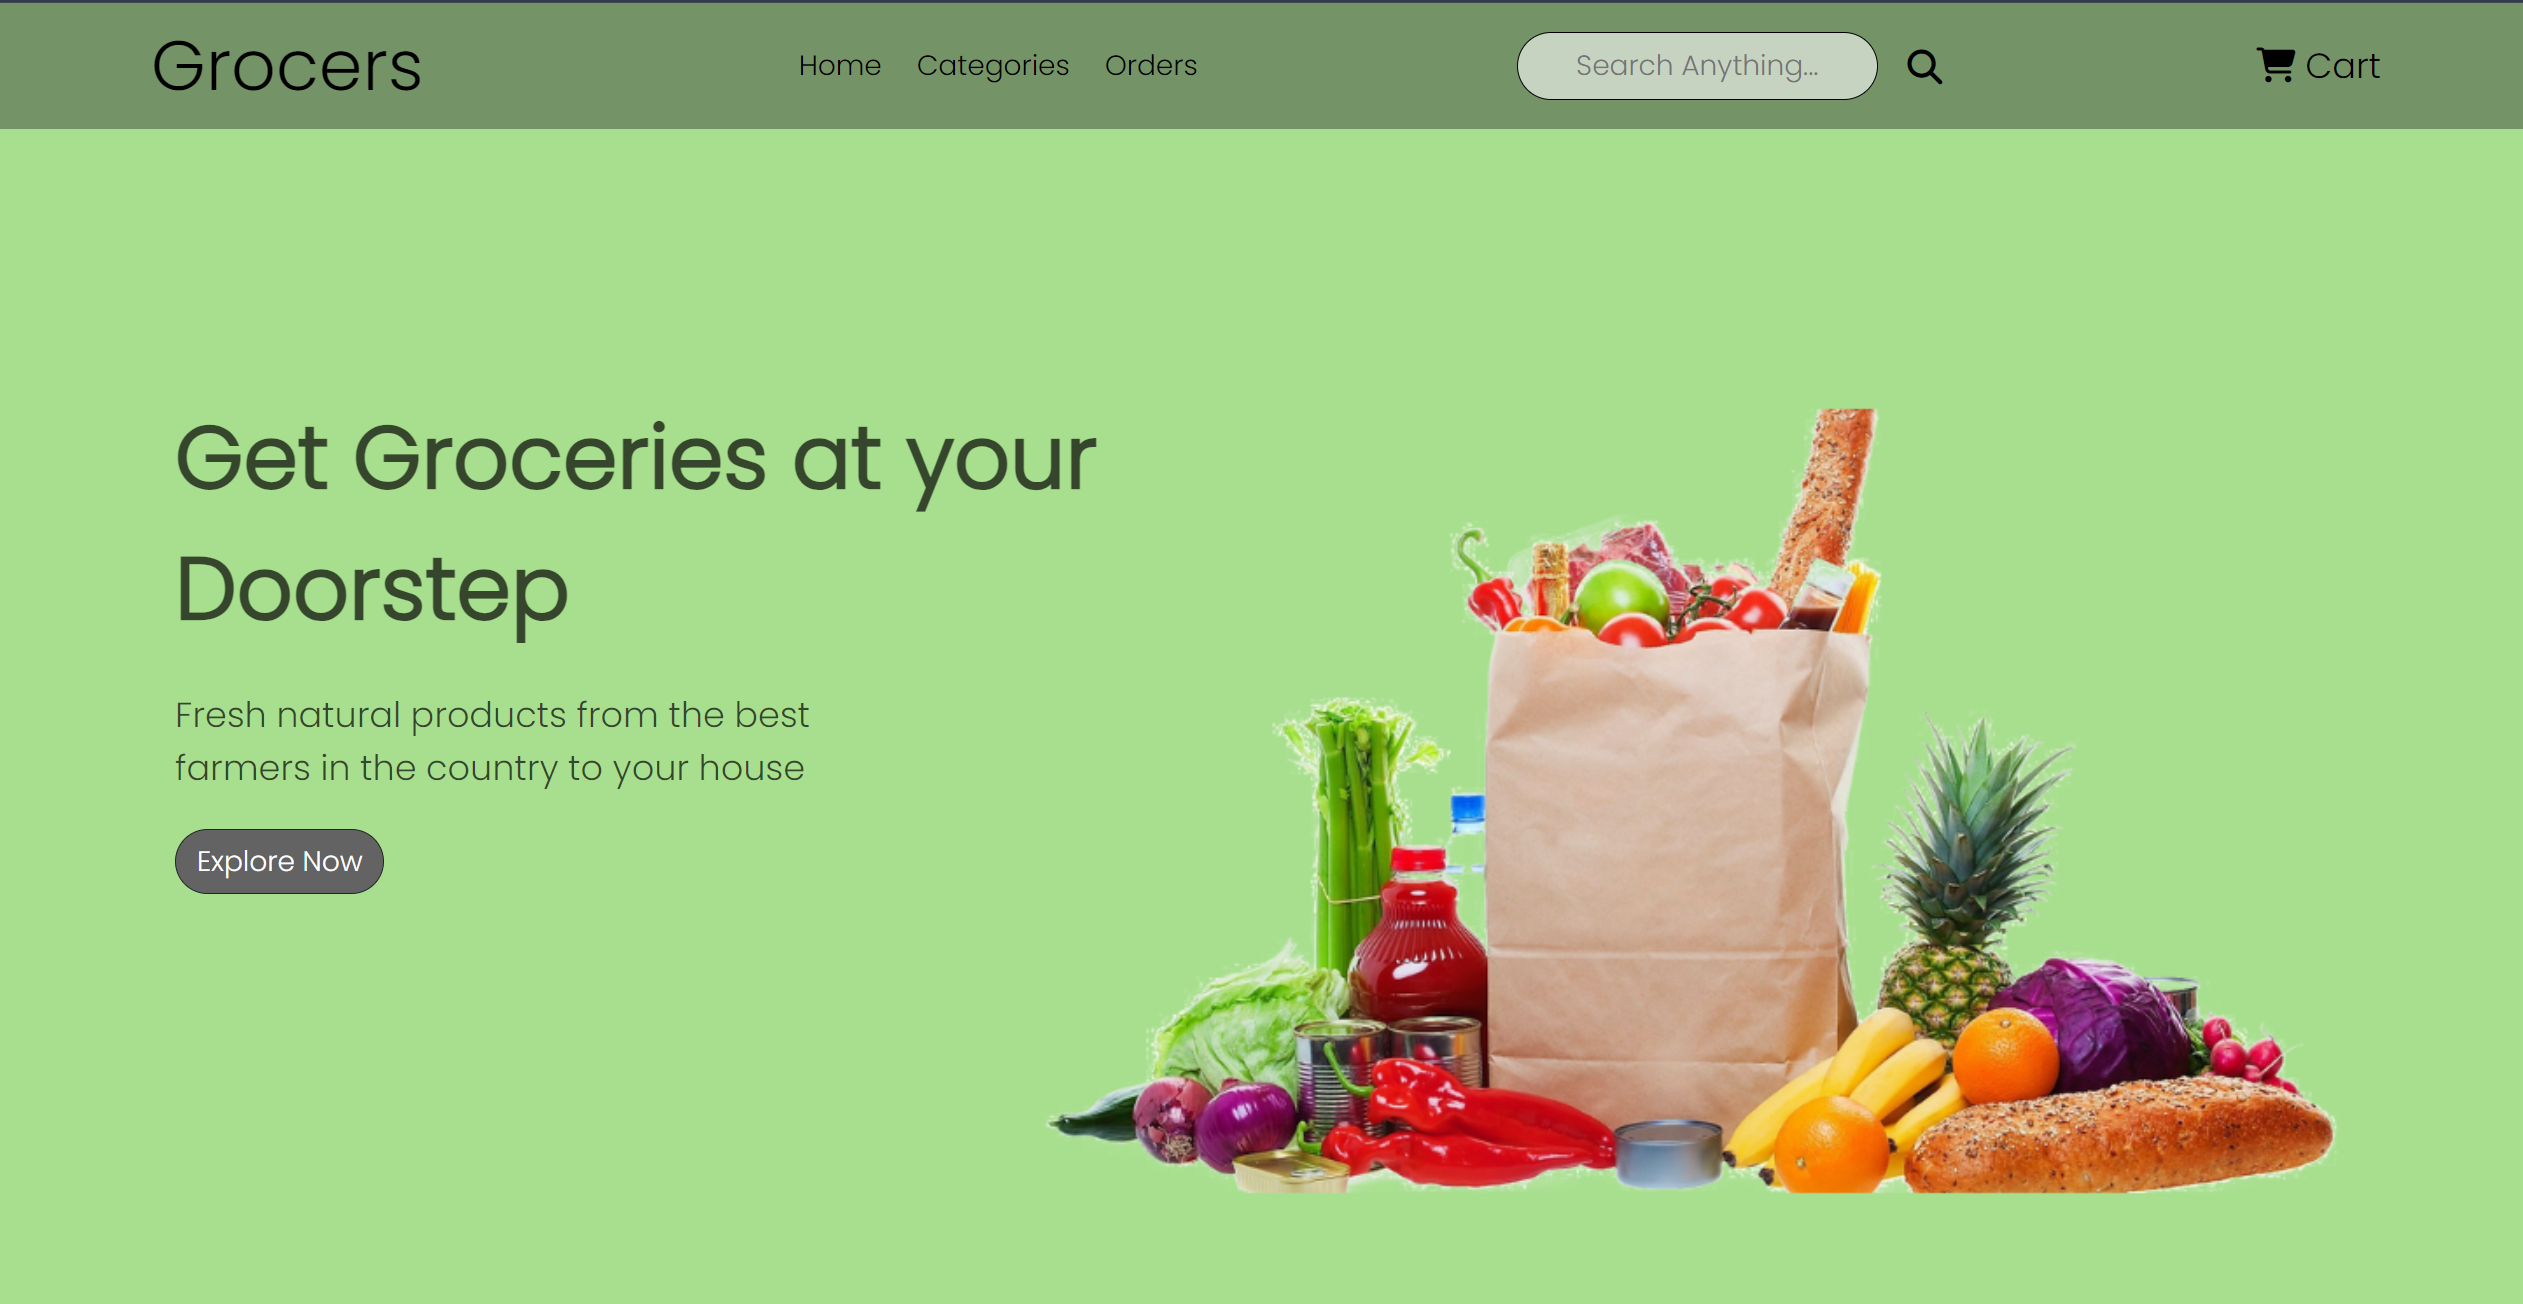 Grocers
Home Categories Orders
Search Anything...
Cart
Get Groceries at your
Doorstep
Fresh natural products from the best
farmers in the country to your house
Explore Now